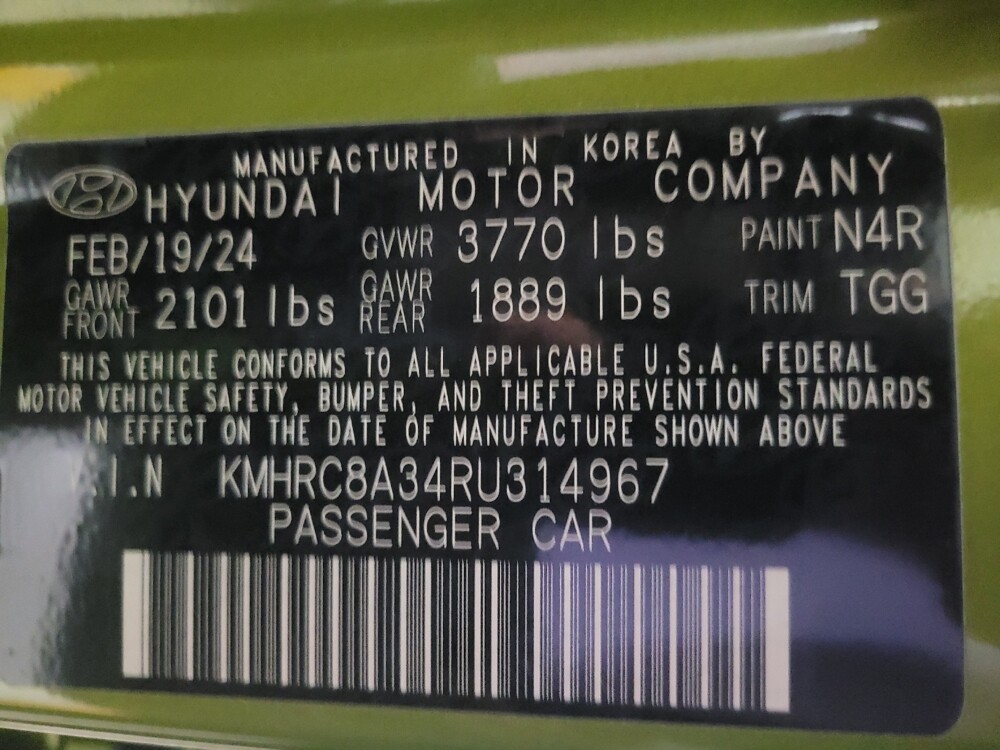 MANUFACTURED IN KOREA BY
HYUNDAI MOTOR COMPANY
FEB/19/24 GVWR 3770 lbs PAINT N4R
GAWR FRONT 2101 lbs GAWR REAR 1889 lbs TRIM TGG
THIS VEHICLE CONFORMS TO ALL APPLICABLE U.S.A. FEDERAL
MOTOR VEHICLE SAFETY, BUMPER, AND THEFT PREVENTION STANDARDS
IN EFFECT ON THE DATE OF MANUFACTURE SHOWN ABOVE
V.I.N KMHRC8A34RU314967
PASSENGER CAR